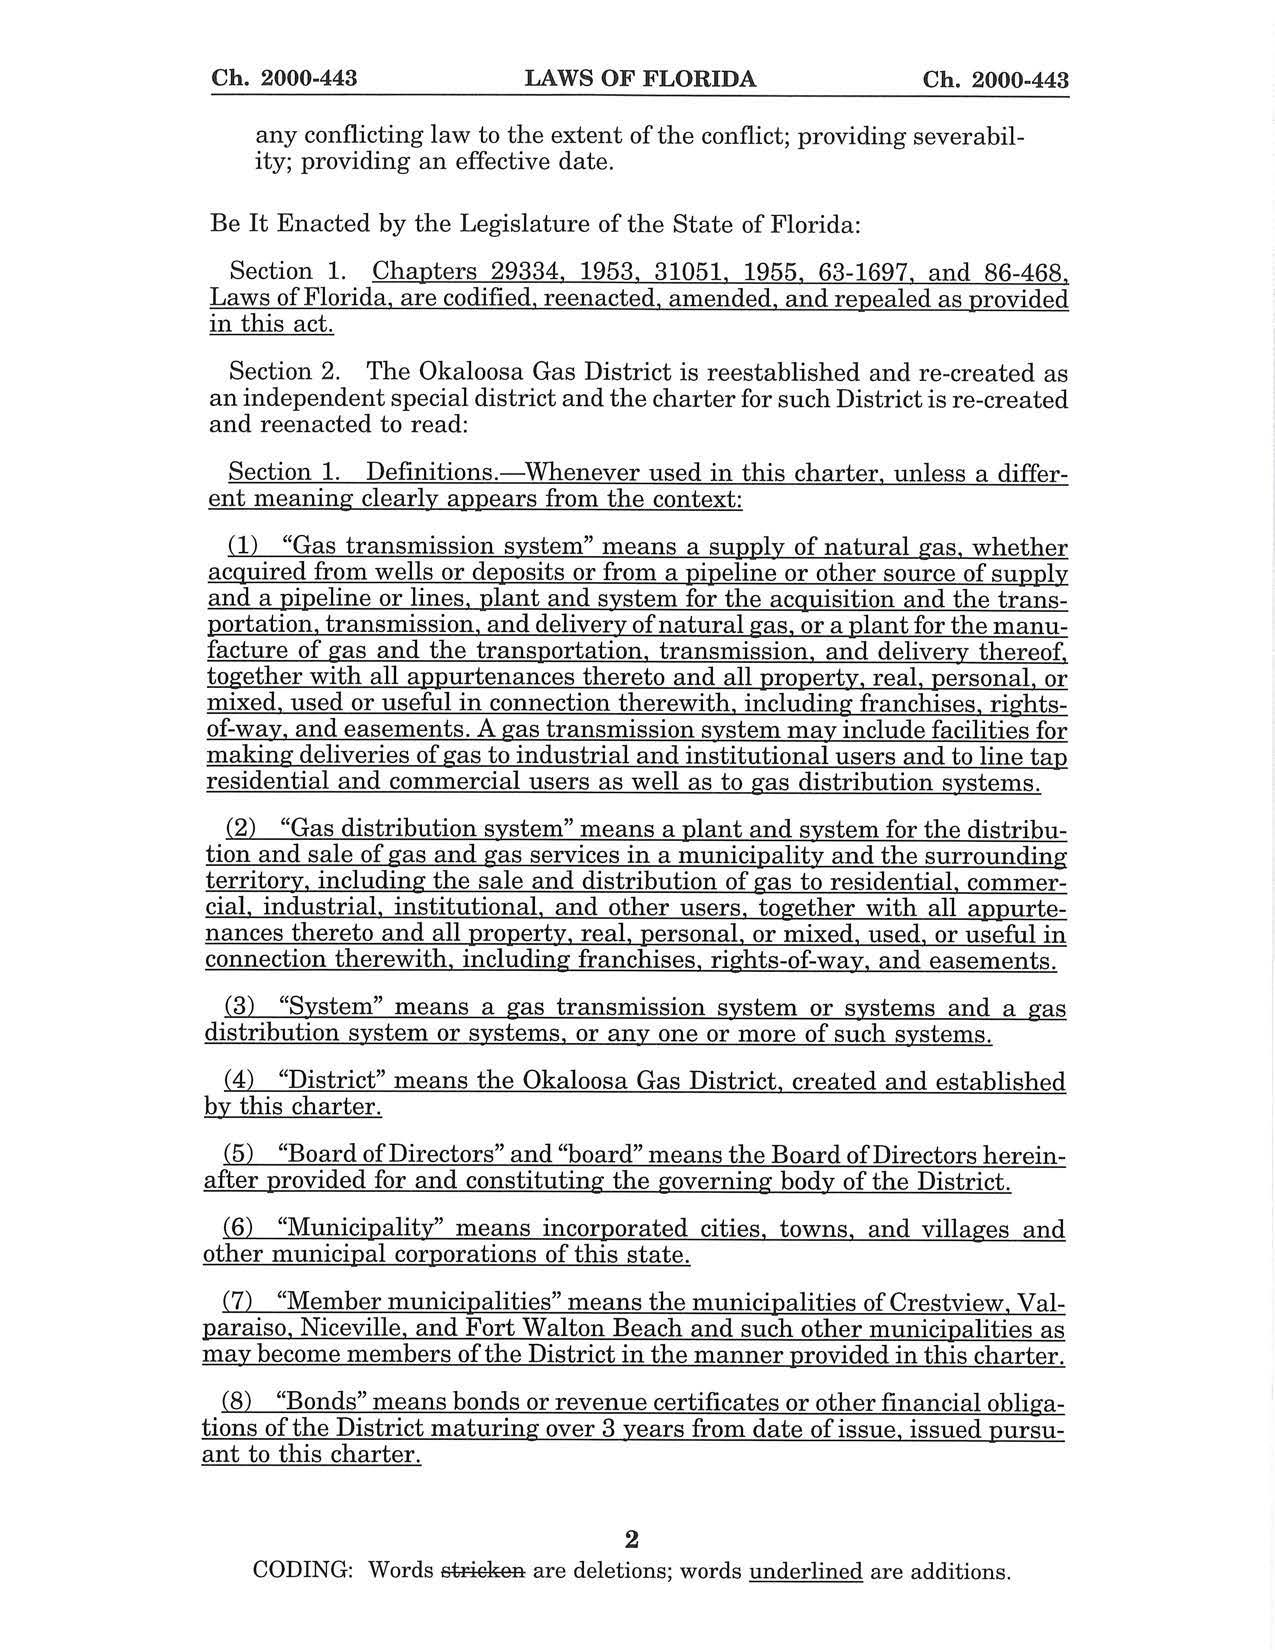 Ch. 2000-443 LAWS OF FLORIDA Ch. 2000-443
any conflicting law to the extent of the conflict; providing severabil-
ity; providing an effective date.
Be It Enacted by the Legislature of the State of Florida:
Section 1. Chapters 29334, 1953, 31051, 1955, 63-1697, and 86-468,
Laws of Florida, are codified, reenacted, amended, and repealed as provided
in this act.
Section 2. The Okaloosa Gas District is reestablished and re-created as
an independent special district and the charter for such District is re-created
and reenacted to read:
Section 1. Definitions.—Whenever used in this charter, unless a differ-
ent meaning clearly appears from the context:
(1) “Gas transmission system” means a supply of natural gas, whether
acquired from wells or deposits or from a pipeline or other source of supply
and a pipeline or lines, plant and system for the acquisition and the trans-
portation, transmission, and delivery of natural gas, or a plant for the manu-
facture of gas and the transportation, transmission, and delivery thereof,
together with all appurtenances thereto and all property, real, personal, or
mixed, used or useful in connection therewith, including franchises, rights-
of-way, and easements. A gas transmission system may include facilities for
making deliveries of gas to industrial and institutional users and to line tap
residential and commercial users as well as to gas distribution systems.
(2) “Gas distribution system” means a plant and system for the distribu-
tion and sale of gas and gas services in a municipality and the surrounding
territory, including the sale and distribution of gas to residential, commer-
cial, industrial, institutional, and other users, together with all appurte-
nances thereto and all property, real, personal, or mixed, used, or useful in
connection therewith, including franchises, rights-of-way, and easements.
(3) “System” means a gas transmission system or systems and a gas
distribution system or systems, or any one or more of such systems.
(4) “District” means the Okaloosa Gas District, created and established
by this charter.
(5) “Board of Directors” and “board” means the Board of Directors herein-
after provided for and constituting the governing body of the District.
(6) “Municipality” means incorporated cities, towns, and villages and
other municipal corporations of this state.
(7) “Member municipalities” means the municipalities of Crestview, Val-
paraiso, Niceville, and Fort Walton Beach and such other municipalities as
may become members of the District in the manner provided in this charter.
(8) “Bonds” means bonds or revenue certificates or other financial obliga-
tions of the District maturing over 3 years from date of issue, issued pursu-
ant to this charter.
2
CODING: Words stricken are deletions; words underlined are additions.